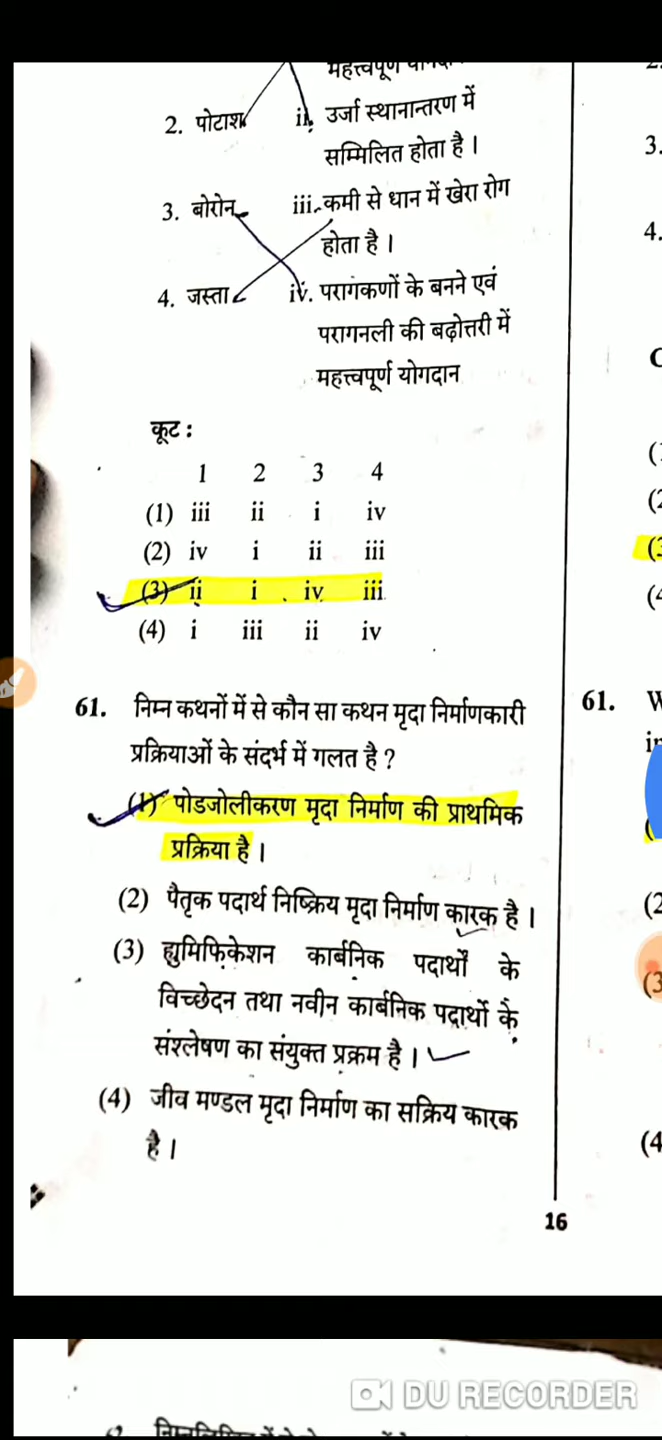 महत्त्वपूर्ण
2. पोटाश ii. उर्जा स्थानान्तरण में
सम्मिलित होता है।
3. बोरोन iii. कमी से धान में खेरा रोग
होता है।
4. जस्ता iv. परागकणों के बनने एवं
परागनली की बढ़ोत्तरी में
महत्त्वपूर्ण योगदान
कूट :
1 2 3 4
(1) iii ii i iv
(2) iv i ii iii
(3) ii i iv iii
(4) i iii ii iv
61. निम्न कथनों में से कौन सा कथन मृदा निर्माणकारी
प्रक्रियाओं के संदर्भ में गलत है ?
(1) पोडजोलीकरण मृदा निर्माण की प्राथमिक
प्रक्रिया है।
(2) पैतृक पदार्थ निष्क्रिय मृदा निर्माण कारक है।
(3) ह्युमिफिकेशन कार्बनिक पदार्थों के
विच्छेदन तथा नवीन कार्बनिक पदार्थो के
संश्लेषण का संयुक्त प्रक्रम है।
(4) जीव मण्डल मृदा निर्माण का सक्रिय कारक
है।
16
3.
4.
61.
DU RECORDER